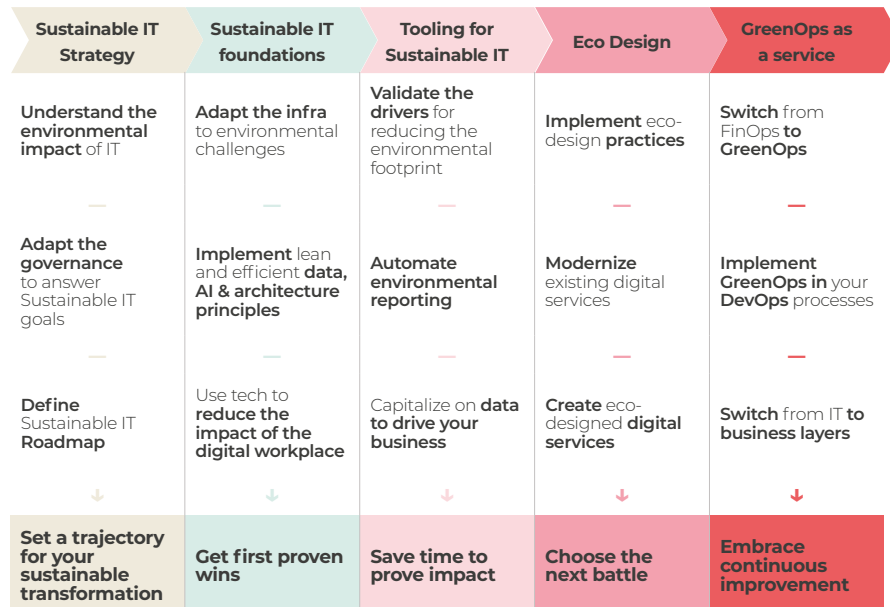 Sustainable IT
Strategy
Sustainable IT
foundations
Tooling for
Sustainable IT
Eco Design
GreenOps as
a service
Understand the
environmental
impact of IT
Adapt the infra
to environmental
challenges
Validate the
drivers for
reducing the
environmental
footprint
Implement eco-
design practices
Switch from
FinOps to
GreenOps
Adapt the
governance
to answer
Sustainable IT
goals
Implement lean
and efficient data,
AI & architecture
principles
Automate
environmental
reporting
Modernize
existing digital
services
Implement
GreenOps in your
DevOps processes
Define
Sustainable IT
Roadmap
Use tech to
reduce the
impact of the
digital workplace
Capitalize on data
to drive your
business
Create eco-
designed digital
services
Switch from IT to
business layers
Set a trajectory
for your
sustainable
transformation
Get first proven
wins
Save time to
prove impact
Choose the
next battle
Embrace
continuous
improvement